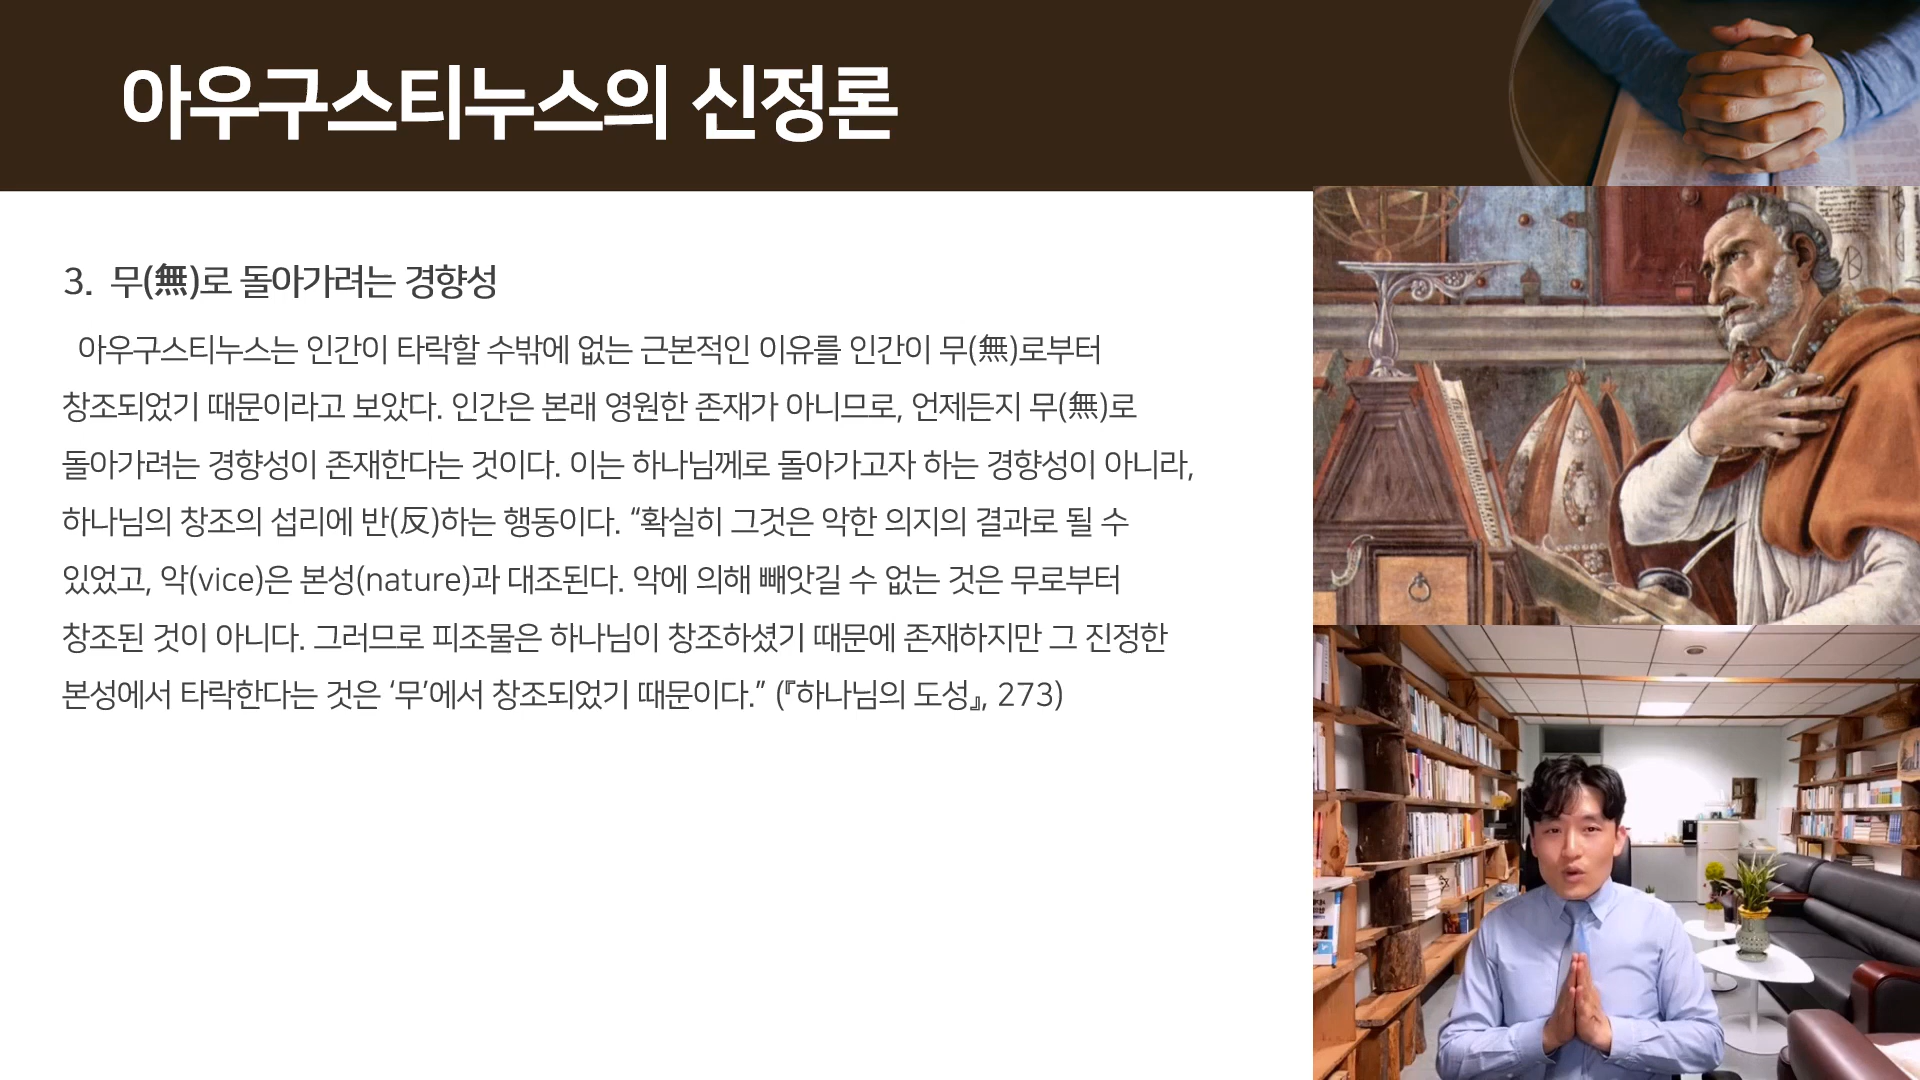 아우구스티누스의 신정론
3. 무(無)로 돌아가려는 경향성
아우구스티누스는 인간이 타락할 수밖에 없는 근본적인 이유를 인간이 무(無)로부터
창조되었기 때문이라고 보았다. 인간은 본래 영원한 존재가 아니므로, 언제든지 무(無)로
돌아가려는 경향성이 존재한다는 것이다. 이는 하나님께로 돌아가고자 하는 경향성이 아니라,
하나님의 창조의 섭리에 반(反)하는 행동이다. “확실히 그것은 악한 의지의 결과로 될 수
있었고, 악(vice)은 본성(nature)과 대조된다. 악에 의해 빼앗길 수 없는 것은 무로부터
창조된 것이 아니다. 그러므로 피조물은 하나님이 창조하셨기 때문에 존재하지만 그 진정한
본성에서 타락한다는 것은 ‘무’에서 창조되었기 때문이다.” (『하나님의 도성』, 273)